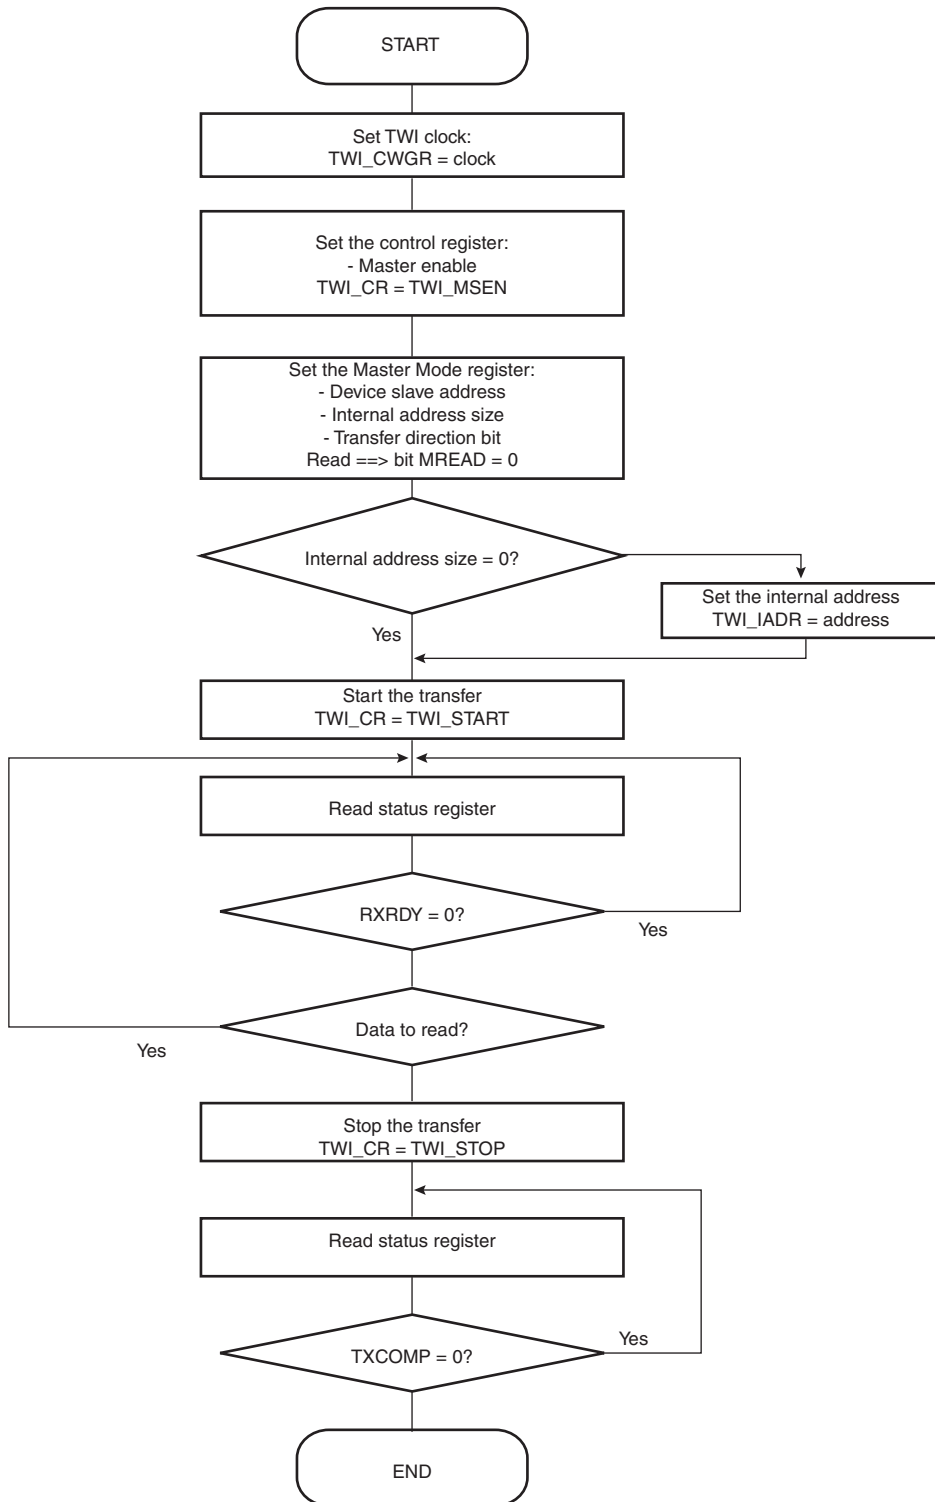 START
Set TWI clock:
TWI_CWGR = clock
Set the control register:
- Master enable
TWI_CR = TWI_MSEN
Set the Master Mode register:
- Device slave address
- Internal address size
- Transfer direction bit
Read ==> bit MREAD = 0
Internal address size = 0?
Set the internal address
TWI_IADR = address
Yes
Start the transfer
TWI_CR = TWI_START
Read status register
RXRDY = 0?
Yes
Data to read?
Yes
Stop the transfer
TWI_CR = TWI_STOP
Read status register
Yes
TXCOMP = 0?
END